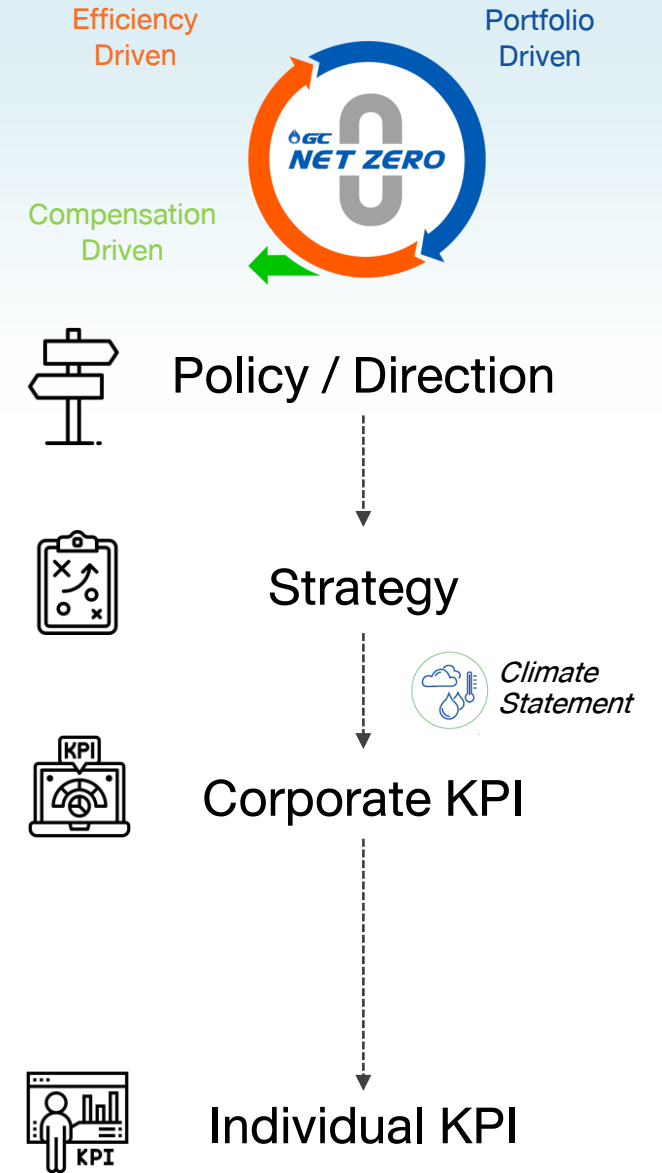 Efficiency
Driven
Portfolio
Driven
GC
NET ZERO
Compensation
Driven
Policy / Direction
Strategy
Climate
Statement
KPI
Corporate KPI
KPI
Individual KPI